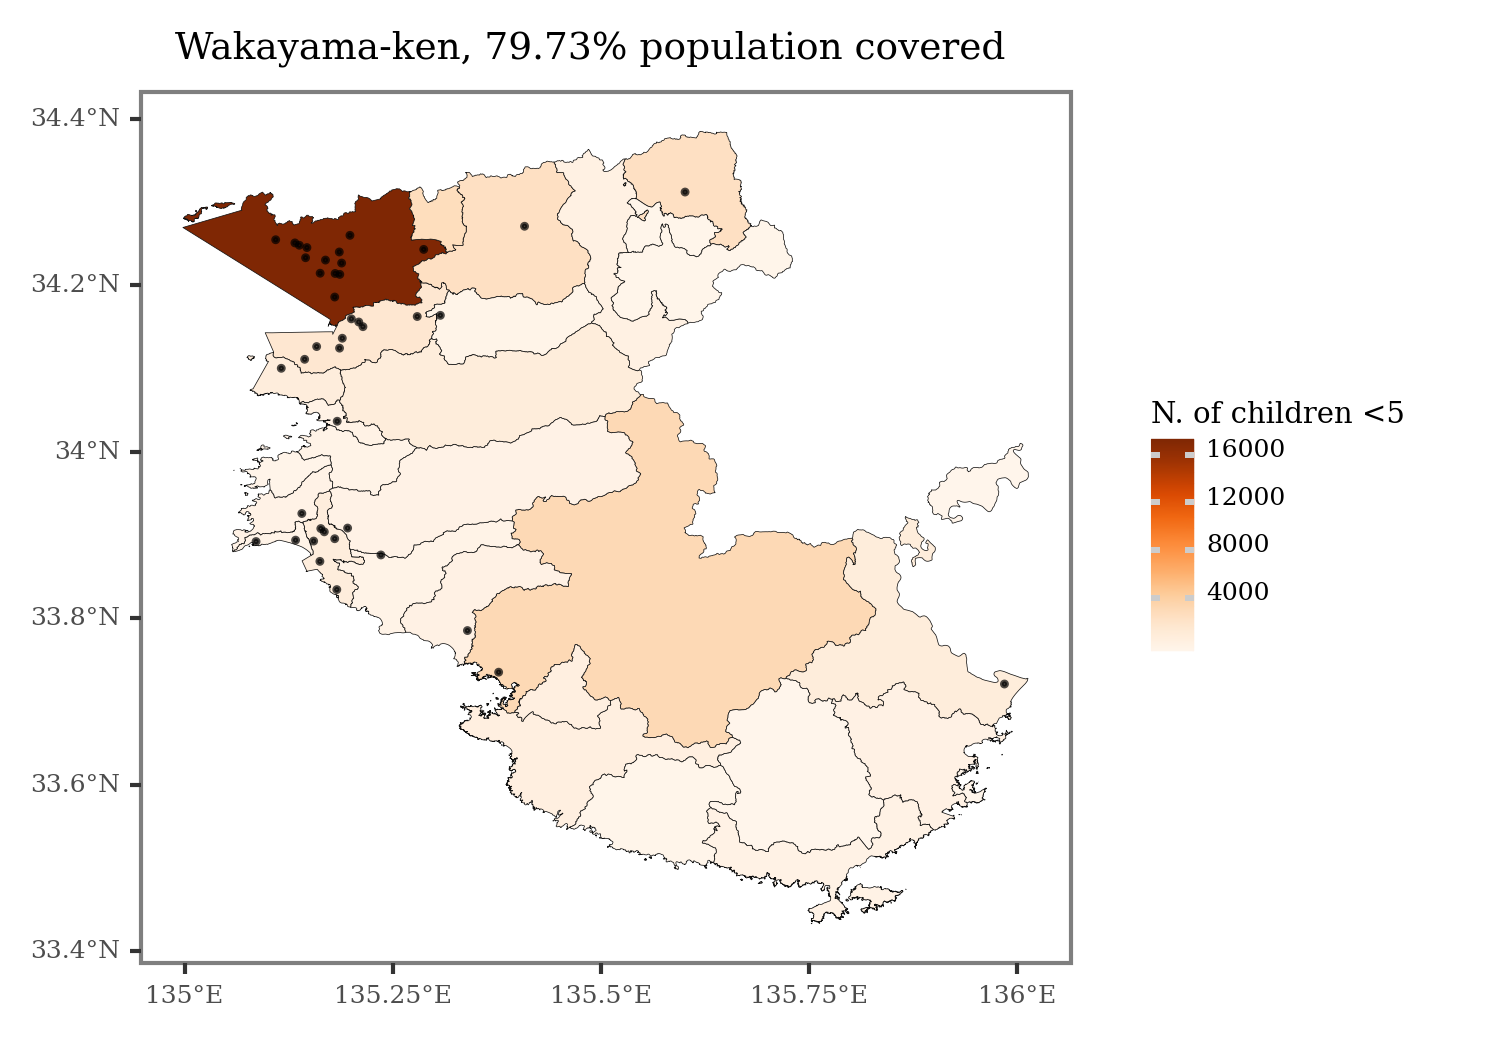 Wakayama-ken, 79.73% population covered
34.4°N
34.2°N
34°N
33.8°N
33.6°N
33.4°N
135°E
135.25°E
135.5°E
135.75°E
136°E
N. of children <5
16000
12000
8000
4000